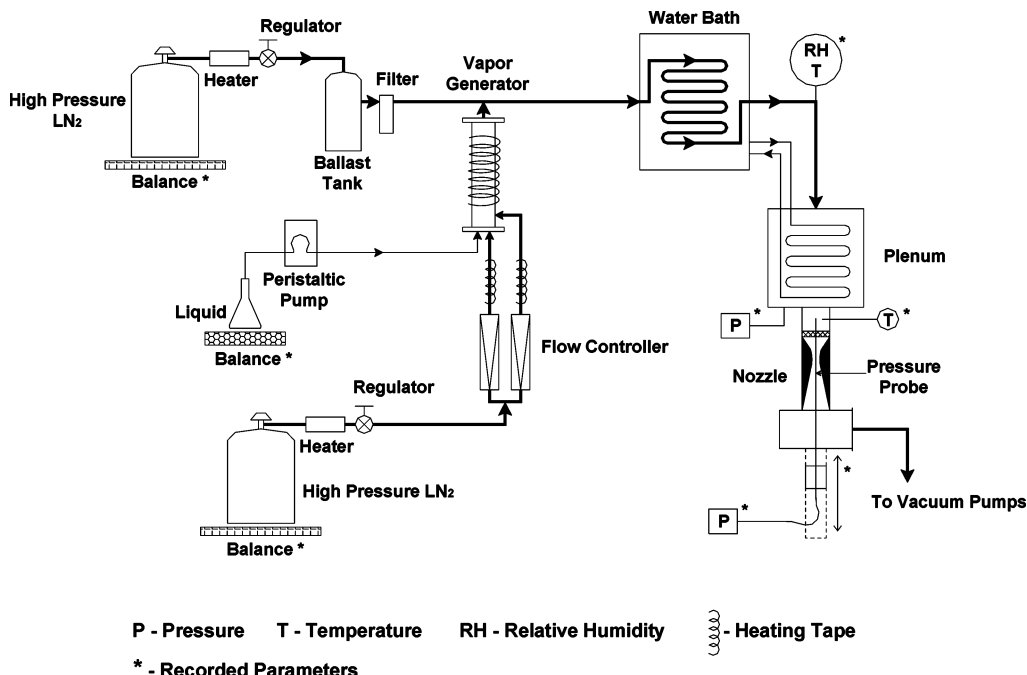 Water Bath
Regulator
RH
T
*
Vapor
Generator
Filter
Heater
High Pressure
LN2
Ballast
Tank
Balance *
Plenum
Peristaltic
Pump
Liquid
Balance *
P
*
T
*
Flow Controller
Nozzle
Pressure
Probe
Regulator
Heater
High Pressure LN2
*
To Vacuum Pumps
P
*
Balance *
P - Pressure T - Temperature RH - Relative Humidity - Heating Tape
* - Recorded Parameters